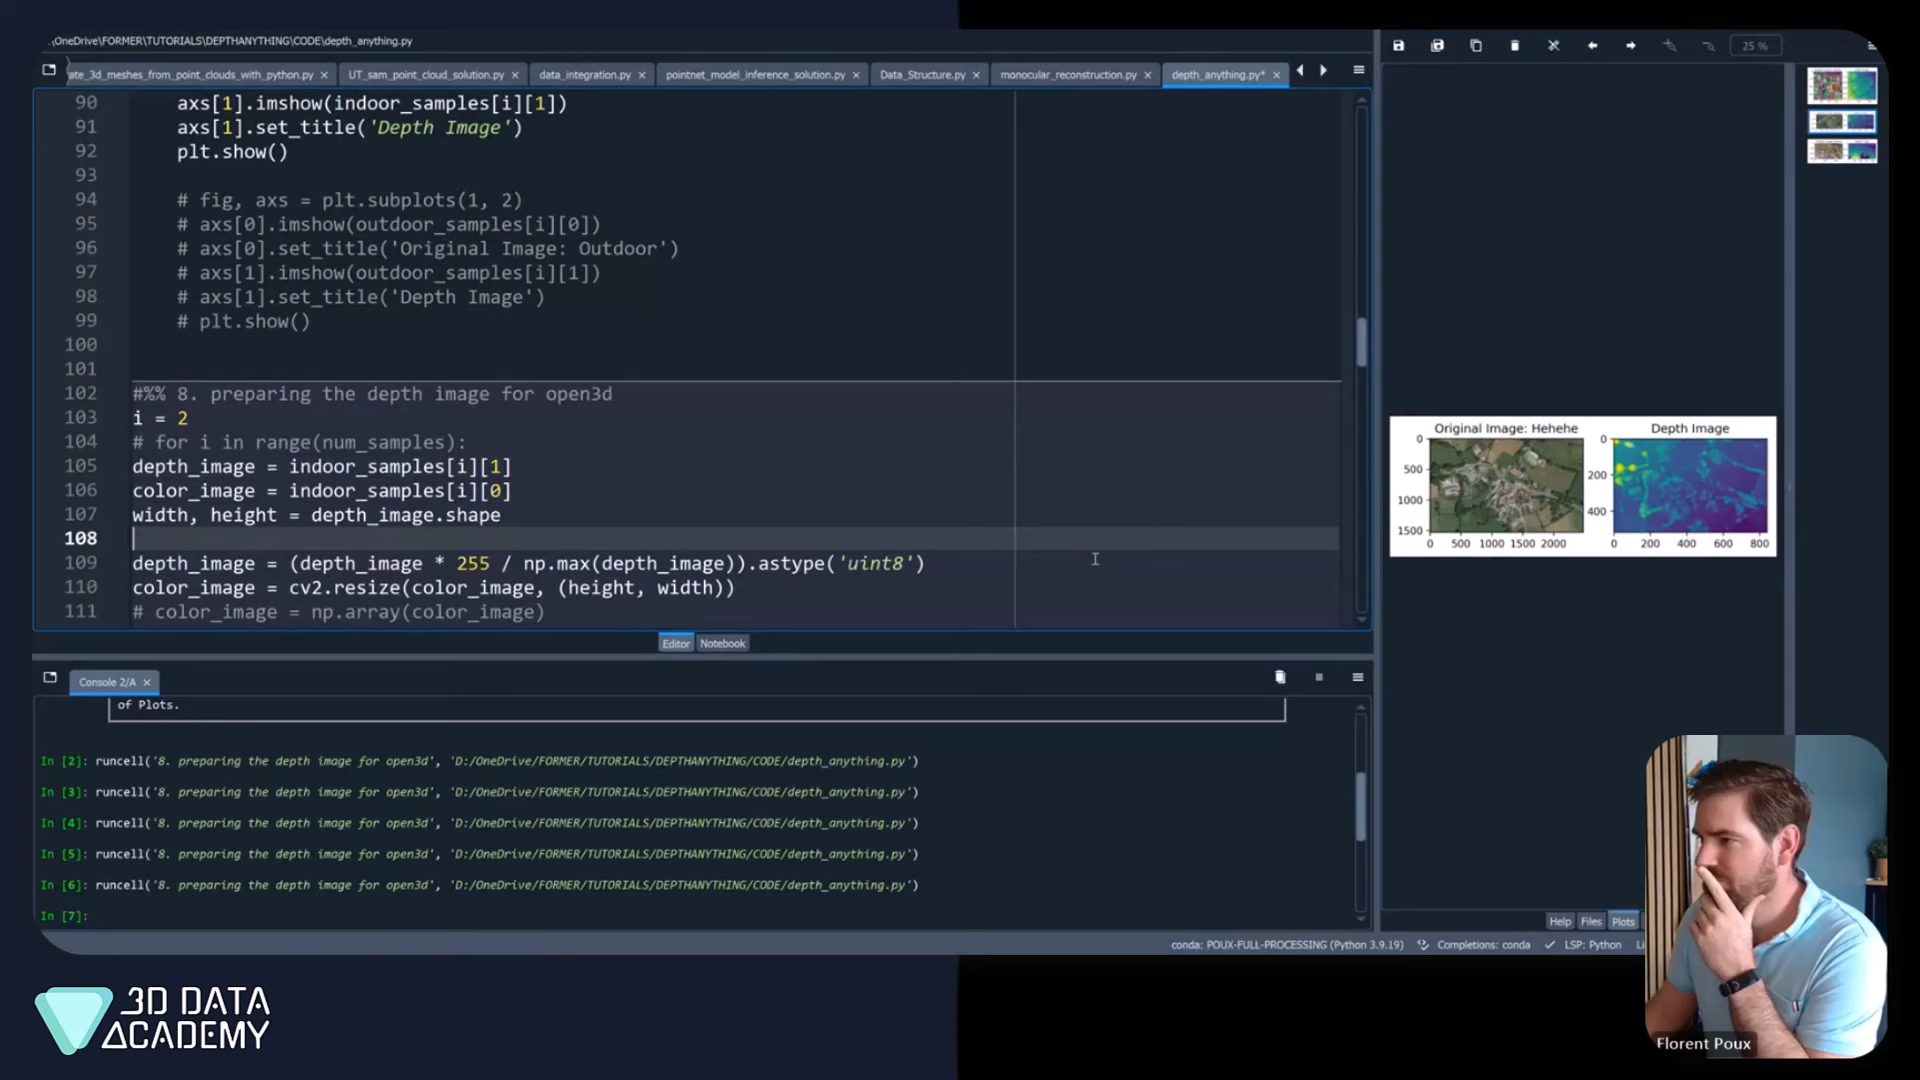 .\OneDrive\FORMER\TUTORIALS\DEPTHANYTHING\CODE\depth_anything.py
ate_3d_meshes_from_point_clouds_with_python.py
UT_sam_point_cloud_solution.py
data_integration.py
pointnet_model_inference_solution.py
Data_Structure.py
monocular_reconstruction.py
depth_anything.py*
25 %
90 axs[1].imshow(indoor_samples[i][1])
91 axs[1].set_title('Depth Image')
92 plt.show()
93
94 # fig, axs = plt.subplots(1, 2)
95 # axs[0].imshow(outdoor_samples[i][0])
96 # axs[0].set_title('Original Image: Outdoor')
97 # axs[1].imshow(outdoor_samples[i][1])
98 # axs[1].set_title('Depth Image')
99 # plt.show()
100
101
102 #%% 8. preparing the depth image for open3d
103 i = 2
104 # for i in range(num_samples):
105 depth_image = indoor_samples[i][1]
106 color_image = indoor_samples[i][0]
107 width, height = depth_image.shape
108
109 depth_image = (depth_image * 255 / np.max(depth_image)).astype('uint8')
110 color_image = cv2.resize(color_image, (height, width))
111 # color_image = np.array(color_image)
Editor Notebook
Original Image: Hehehe
0
500
1000
1500
0 500 1000 1500 2000
Depth Image
0
200
400
0 200 400 600 800
Console 2/A
of Plots.
In [2]: runcell('8. preparing the depth image for open3d', 'D:/OneDrive/FORMER/TUTORIALS/DEPTHANYTHING/CODE/depth_anything.py')
In [3]: runcell('8. preparing the depth image for open3d', 'D:/OneDrive/FORMER/TUTORIALS/DEPTHANYTHING/CODE/depth_anything.py')
In [4]: runcell('8. preparing the depth image for open3d', 'D:/OneDrive/FORMER/TUTORIALS/DEPTHANYTHING/CODE/depth_anything.py')
In [5]: runcell('8. preparing the depth image for open3d', 'D:/OneDrive/FORMER/TUTORIALS/DEPTHANYTHING/CODE/depth_anything.py')
In [6]: runcell('8. preparing the depth image for open3d', 'D:/OneDrive/FORMER/TUTORIALS/DEPTHANYTHING/CODE/depth_anything.py')
In [7]:
Help Files Plots
conda: POUX-FULL-PROCESSING (Python 3.9.19) Completions: conda LSP: Python Li
3D DATA
ACADEMY
Florent Poux